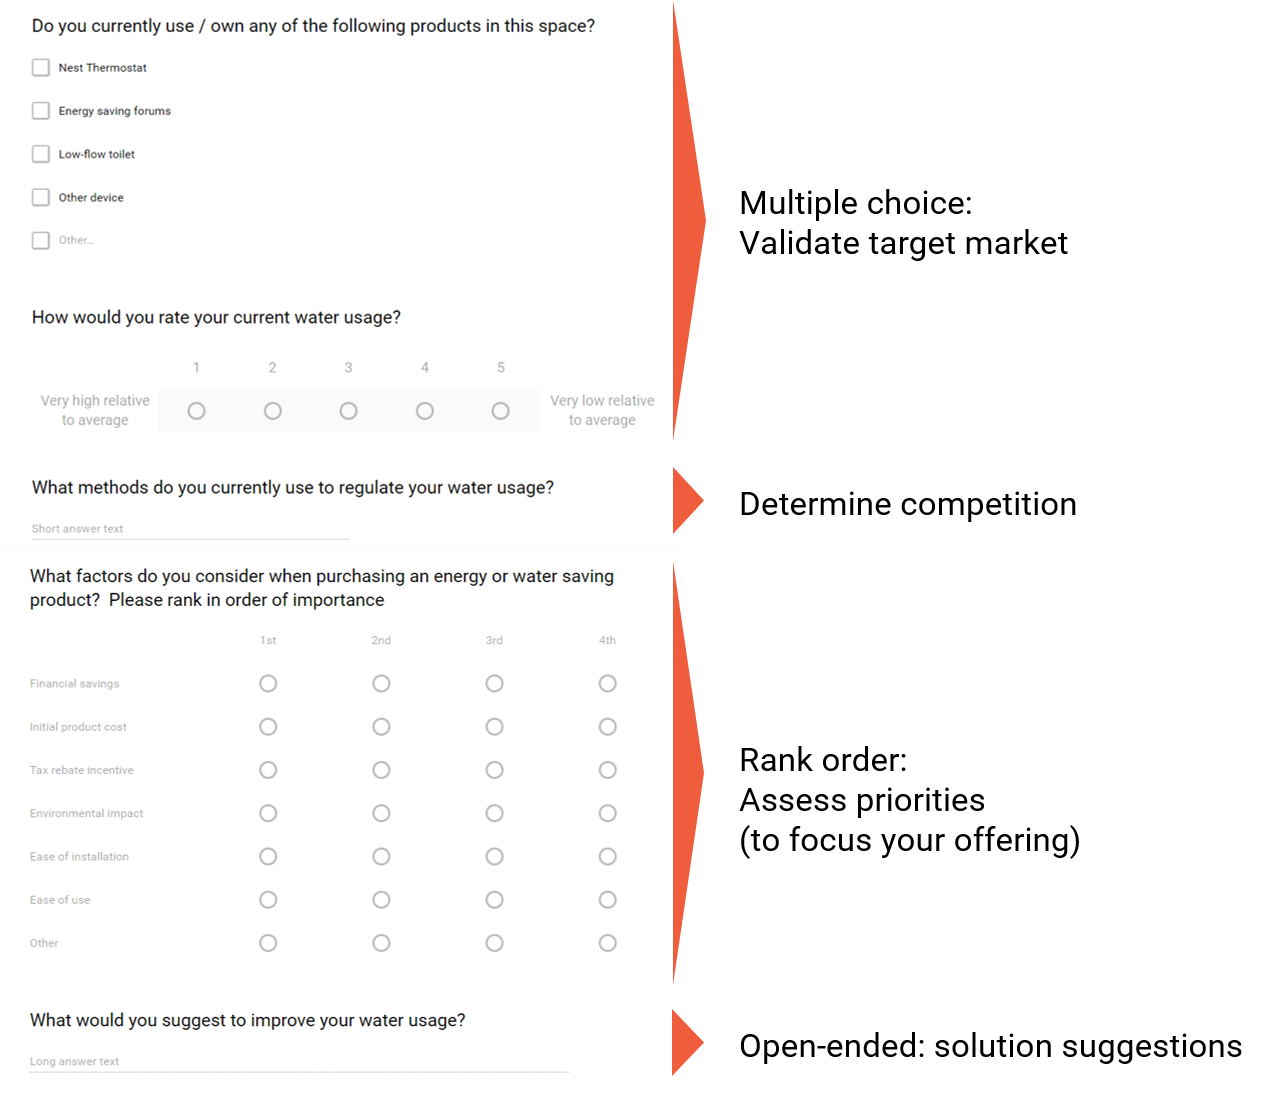 Do you currently use / own any of the following products in this space?
Nest Thermostat
Energy saving forums
Low-flow toilet
Other device
Other...
Multiple choice:
Validate target market
How would you rate your current water usage?
1 2 3 4 5
Very high relative
to average
Very low relative
to average
What methods do you currently use to regulate your water usage?
Short answer text
Determine competition
What factors do you consider when purchasing an energy or water saving
product?  Please rank in order of importance
1st 2nd 3rd 4th
Financial savings
Initial product cost
Tax rebate incentive
Environmental impact
Ease of installation
Ease of use
Other
Rank order:
Assess priorities
(to focus your offering)
What would you suggest to improve your water usage?
Long answer text
Open-ended: solution suggestions